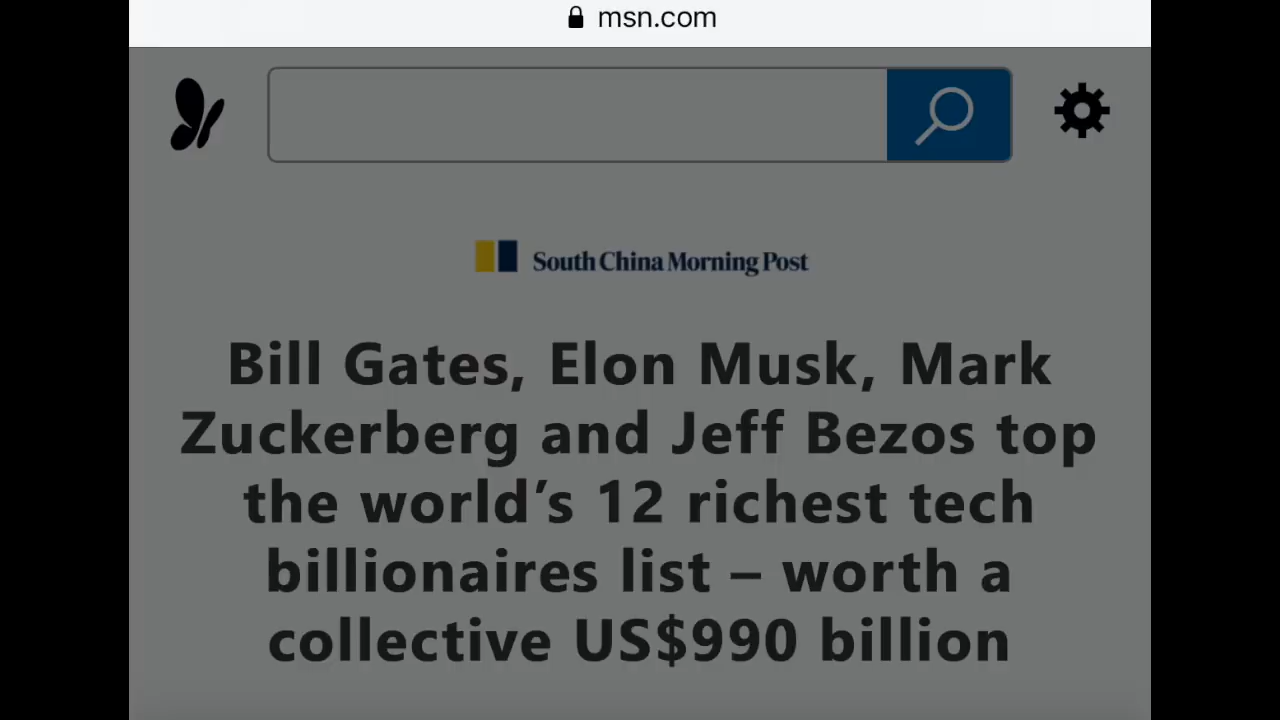 msn.com
South China Morning Post
Bill Gates, Elon Musk, Mark
Zuckerberg and Jeff Bezos top
the world’s 12 richest tech
billionaires list – worth a
collective US$990 billion